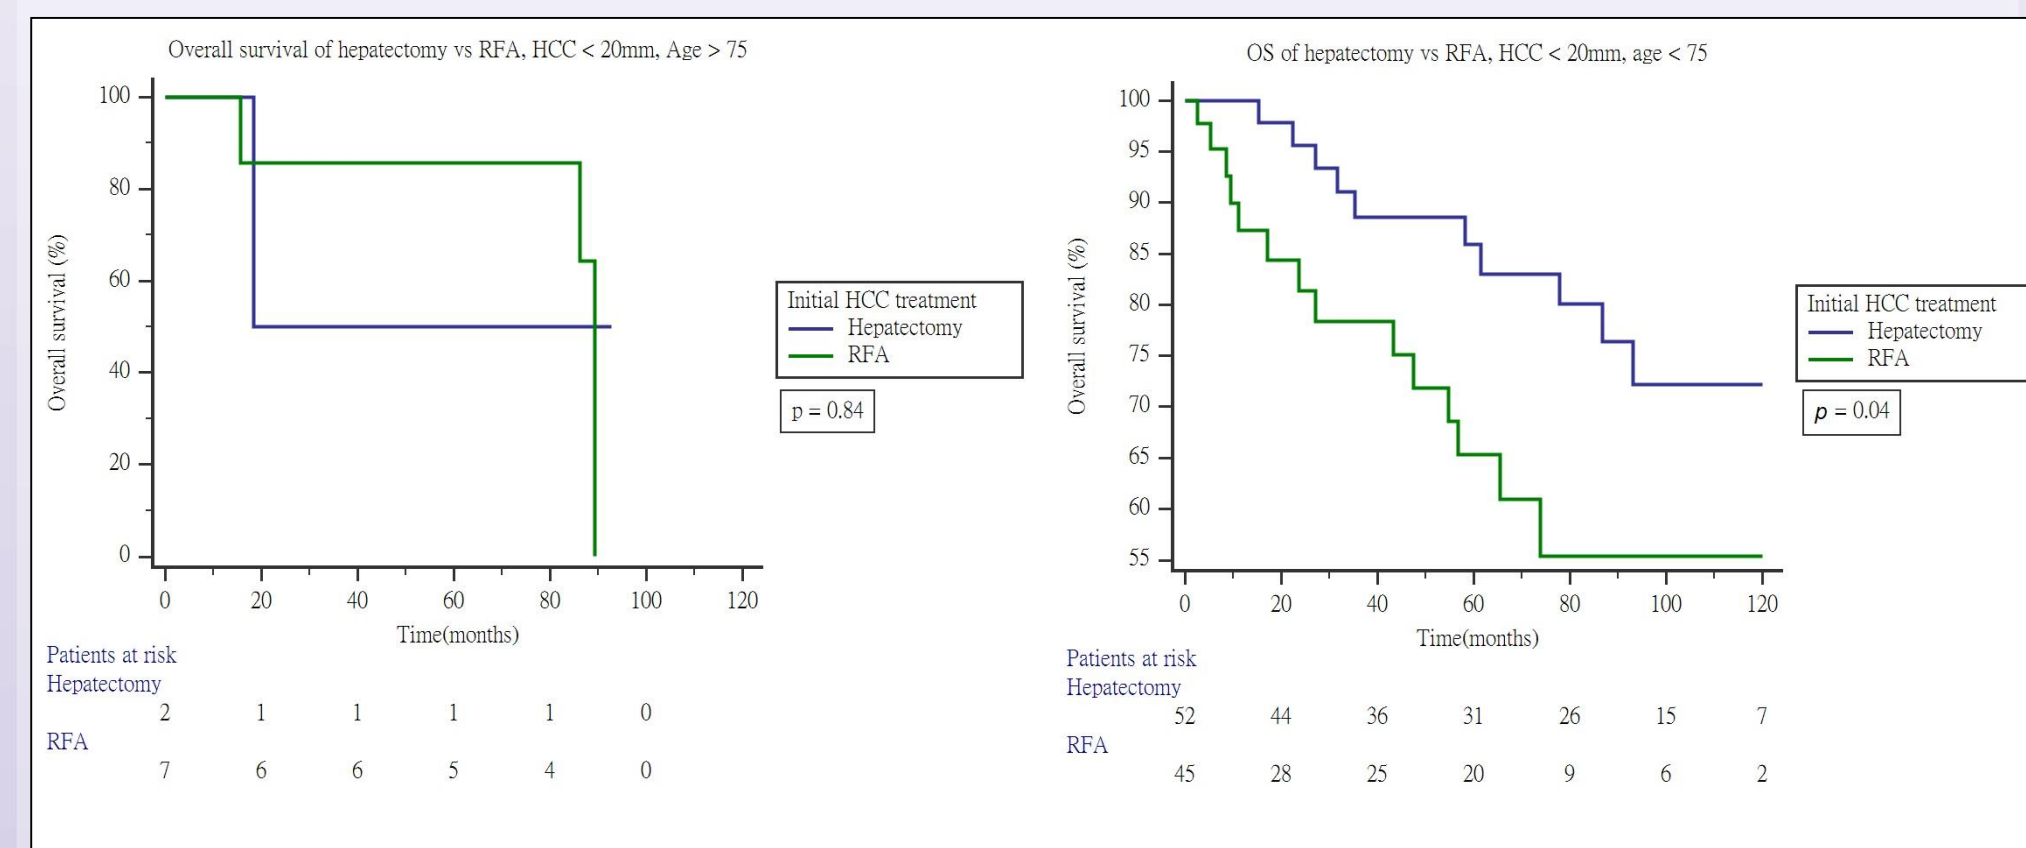 Overall survival of hepatectomy vs RFA, HCC < 20mm, Age > 75
100
80
60
40
20
0
Overall survival (%)
0 20 40 60 80 100 120
Time(months)
Initial HCC treatment
Hepatectomy
RFA
p = 0.84
Patients at risk
Hepatectomy
2 1 1 1 1 0
RFA
7 6 6 5 4 0
OS of hepatectomy vs RFA, HCC < 20mm, age < 75
100
95
90
85
80
75
70
65
60
55
Overall survival (%)
0 20 40 60 80 100 120
Time(months)
Initial HCC treatment
Hepatectomy
RFA
p = 0.04
Patients at risk
Hepatectomy
52 44 36 31 26 15 7
RFA
45 28 25 20 9 6 2